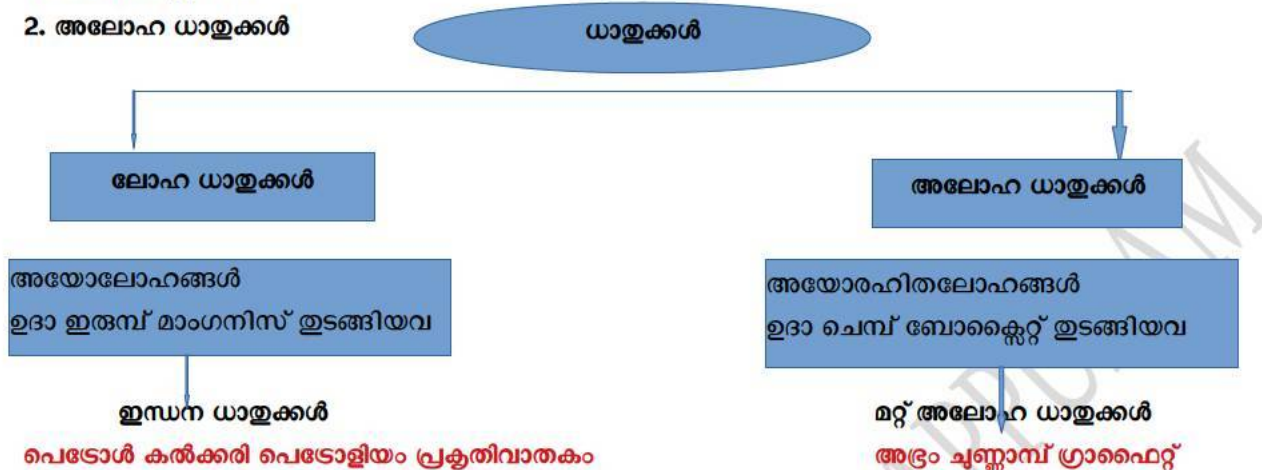 2. അലോഹ ധാതുക്കൾ
ധാതുക്കൾ
ലോഹ ധാതുക്കൾ
അലോഹ ധാതുക്കൾ
അയോലോഹങ്ങൾ
ഉദാ ഇരുമ്പ് മാംഗനിസ് തുടങ്ങിയവ
അയോരഹിതലോഹങ്ങൾ
ഉദാ ചെമ്പ് ബോക്സൈറ്റ് തുടങ്ങിയവ
ഇന്ധന ധാതുക്കൾ
പെട്രോൾ കൽക്കരി പെട്രോളിയം പ്രകൃതിവാതകം
മറ്റ് അലോഹ ധാതുക്കൾ
അഭ്രം ചുണ്ണാമ്പ് ഗ്രാഫൈറ്റ്